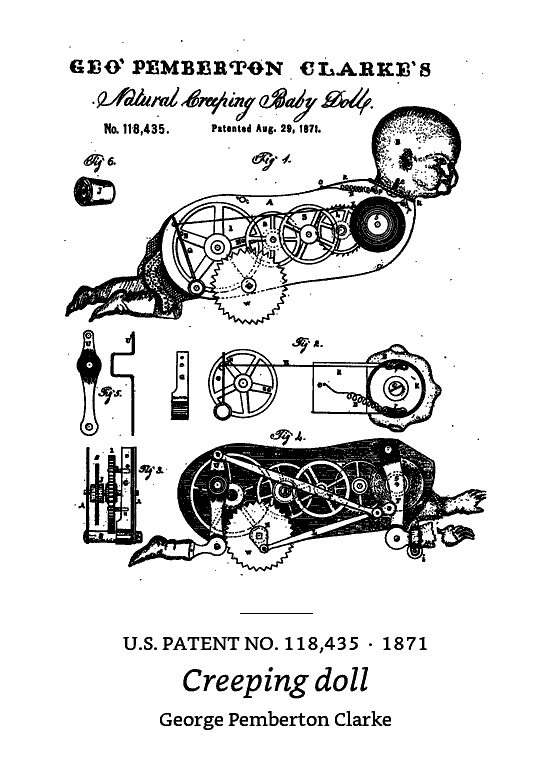 GEO' PEMBERTON CLARKE'S
Natural Creeping Baby Doll.
No. 118,435.
Patented Aug. 29, 1871.
Fig 6.
Fig 1.
Fig 2.
Fig 5.
Fig 4.
Fig 3.
U.S. PATENT NO. 118,435 · 1871
Creeping doll
George Pemberton Clarke